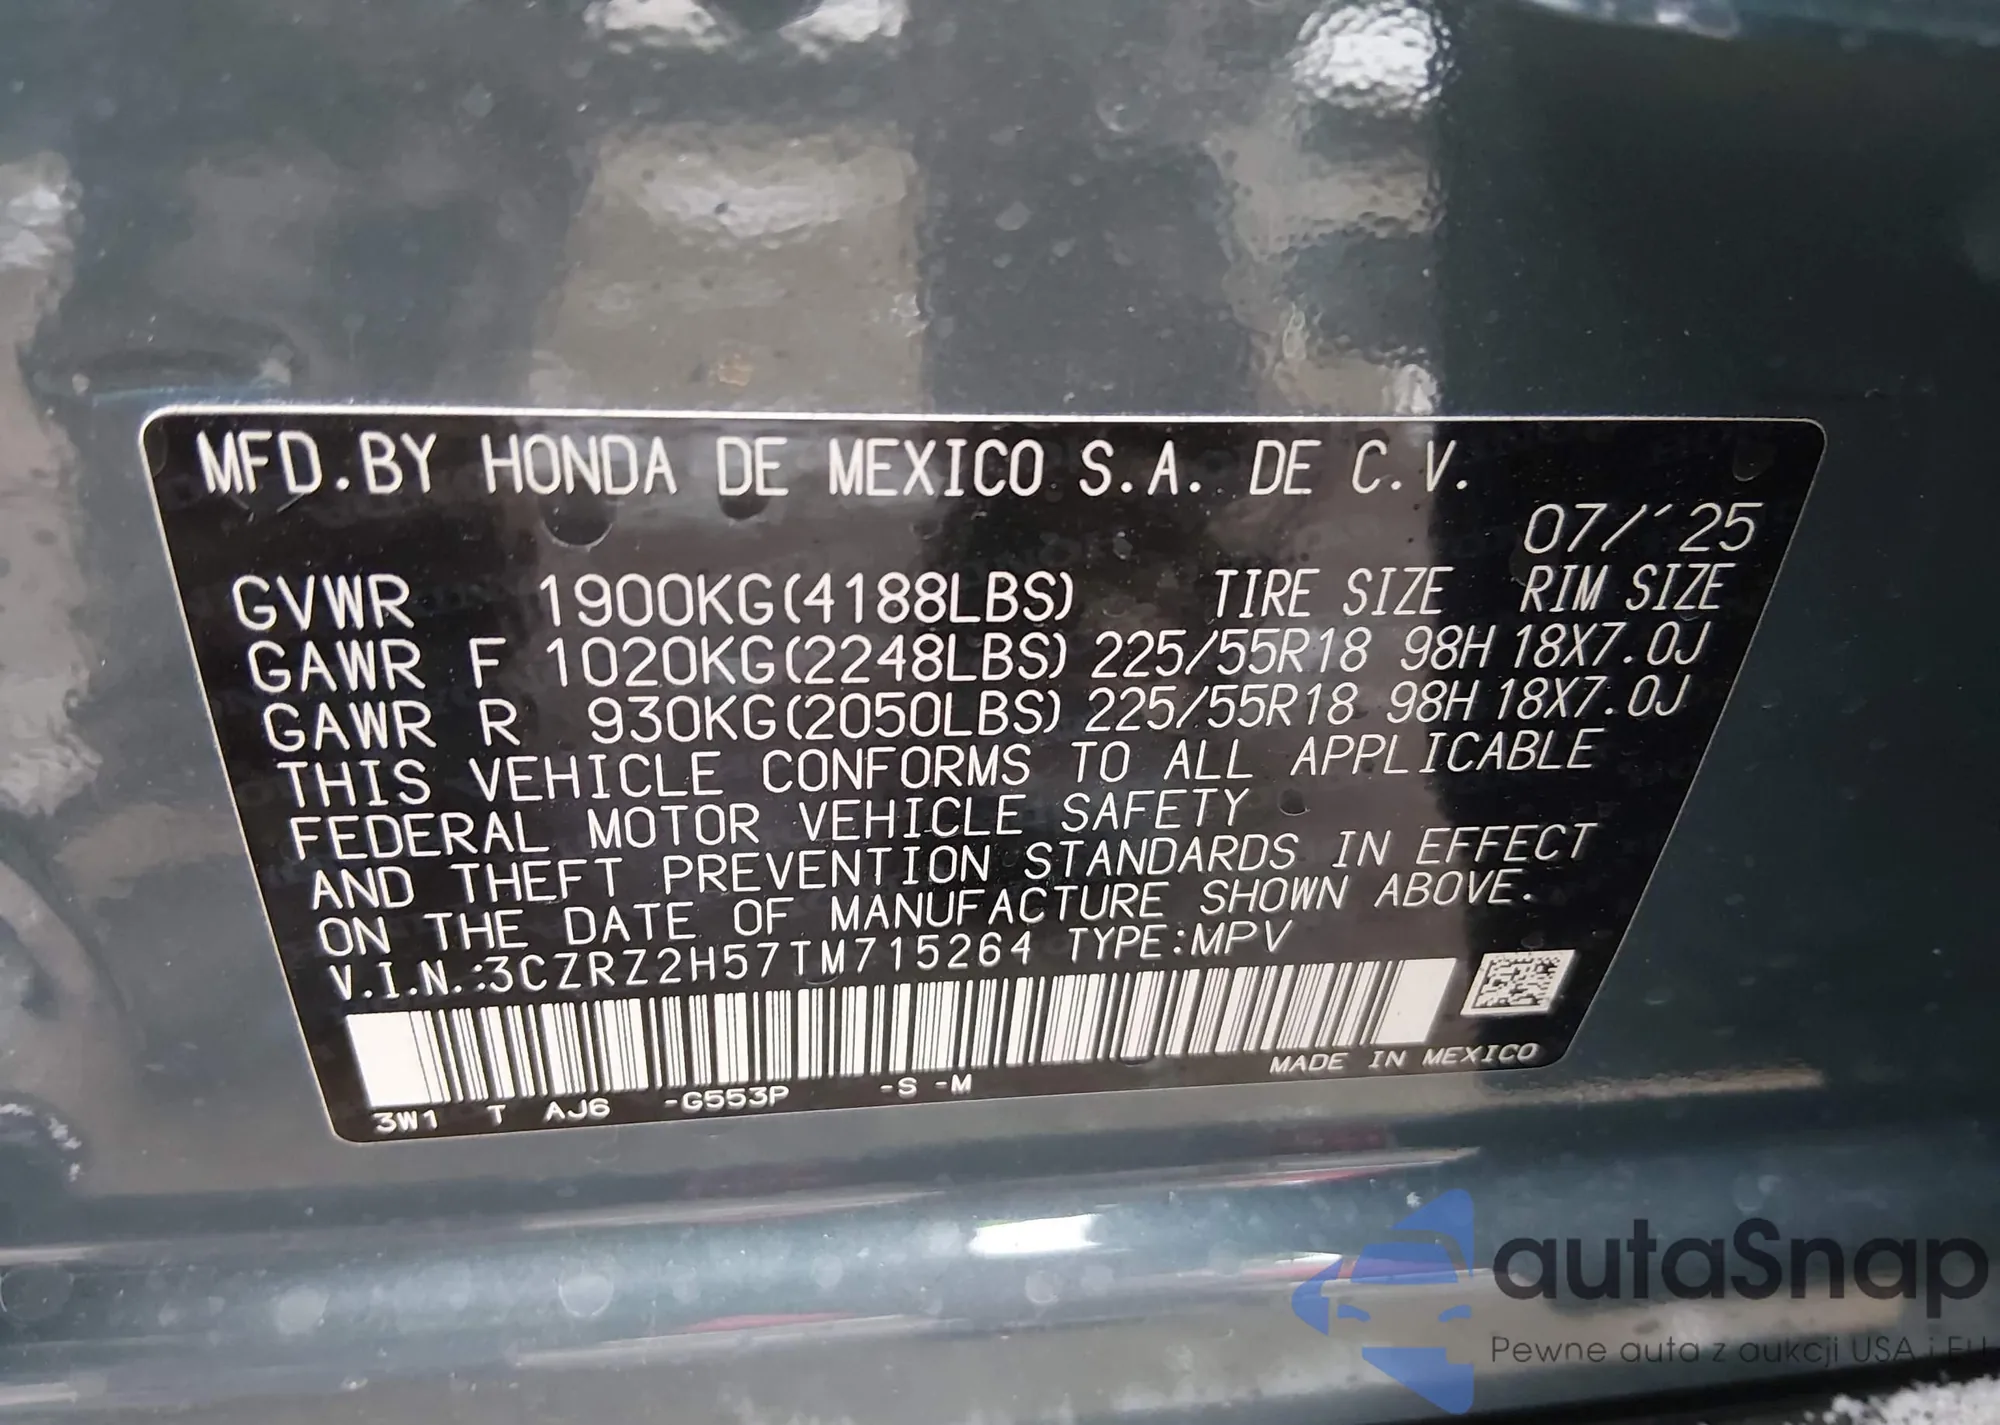 MFD.BY HONDA DE MEXICO S.A. DE C.V.
07/´25
GVWR 1900KG(4188LBS) TIRE SIZE RIM SIZE
GAWR F 1020KG(2248LBS) 225/55R18 98H 18X7.0J
GAWR R 930KG(2050LBS) 225/55R18 98H 18X7.0J
THIS VEHICLE CONFORMS TO ALL APPLICABLE
FEDERAL MOTOR VEHICLE SAFETY
AND THEFT PREVENTION STANDARDS IN EFFECT
ON THE DATE OF MANUFACTURE SHOWN ABOVE.
V.I.N.:3CZRZ2H57TM715264 TYPE:MPV
MADE IN MEXICO
3W1 T AJ6 -G553P -S -M
autaSnap
Pewne auta z aukcji USA i EU